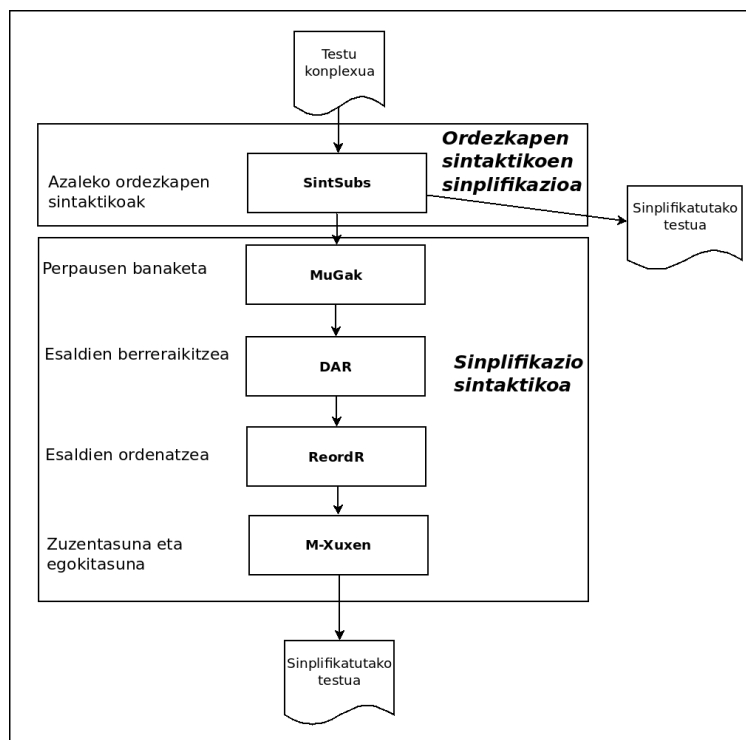 Testu
konplexua
Ordezkapen
sintaktikoen
sinplifikazioa
Azaleko ordezkapen
sintaktikoak
SintSubs
Sinplifikatutako
testua
Perpausen banaketa
MuGak
Esaldien berreraikitzea
DAR
Sinplifikazio
sintaktikoa
Esaldien ordenatzea
ReordR
Zuzentasuna eta
egokitasuna
M-Xuxen
Sinplifikatutako
testua